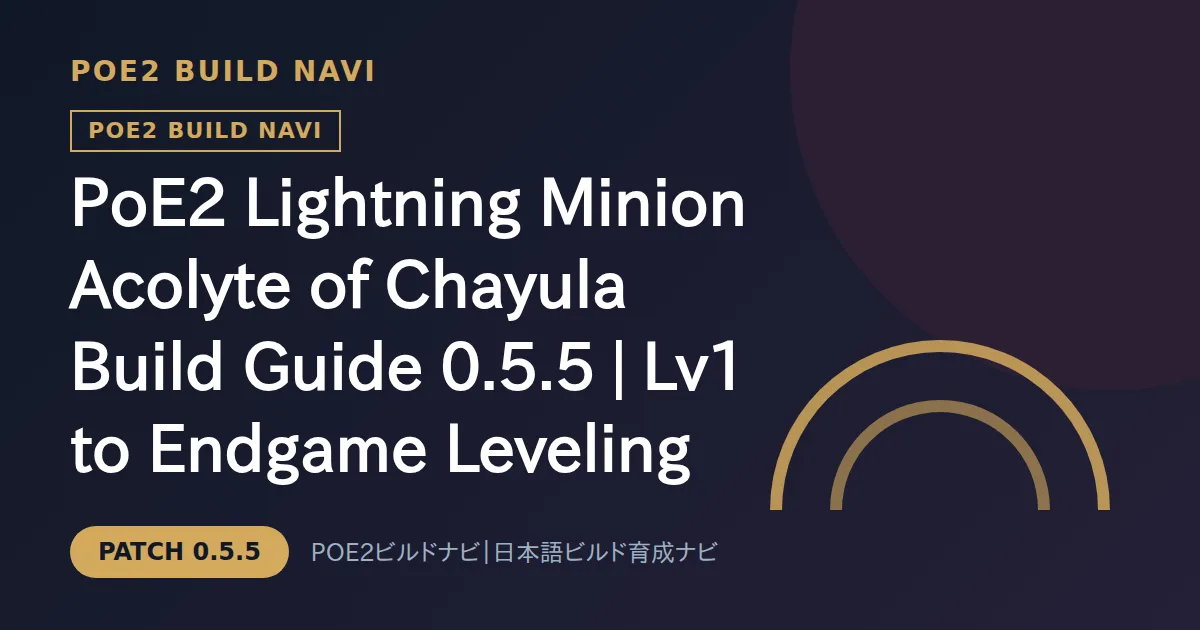 POE2 BUILD NAVI
POE2 BUILD NAVI
PoE2 Lightning Minion
Acolyte of Chayula
Build Guide 0.5.5 | Lv1
to Endgame Leveling
PATCH 0.5.5
POE2ビルドナビ|日本語ビルド育成ナビ